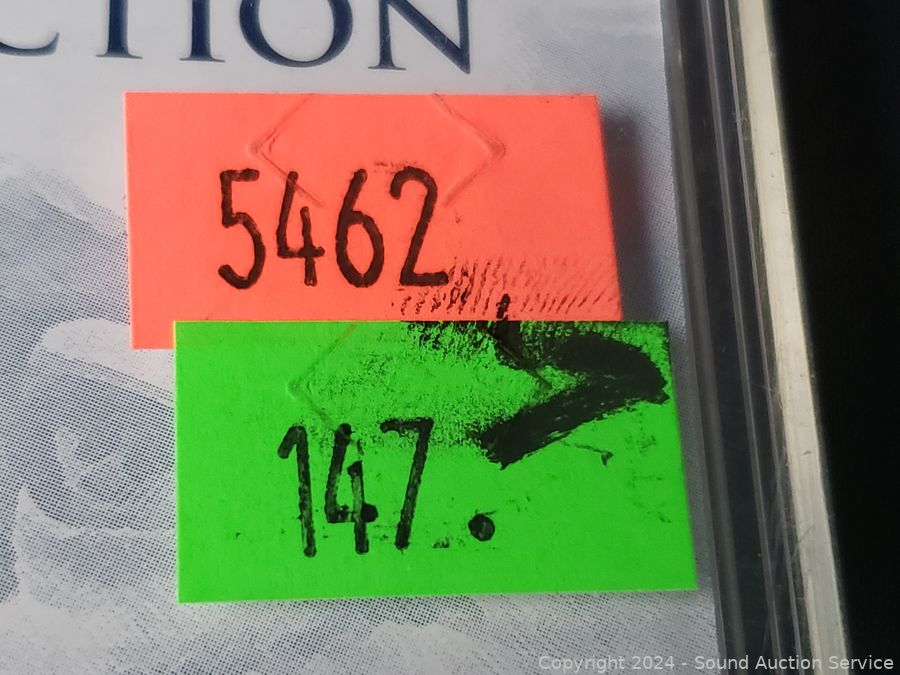 CTION
5462
147.
Copyright 2024 - Sound Auction Service